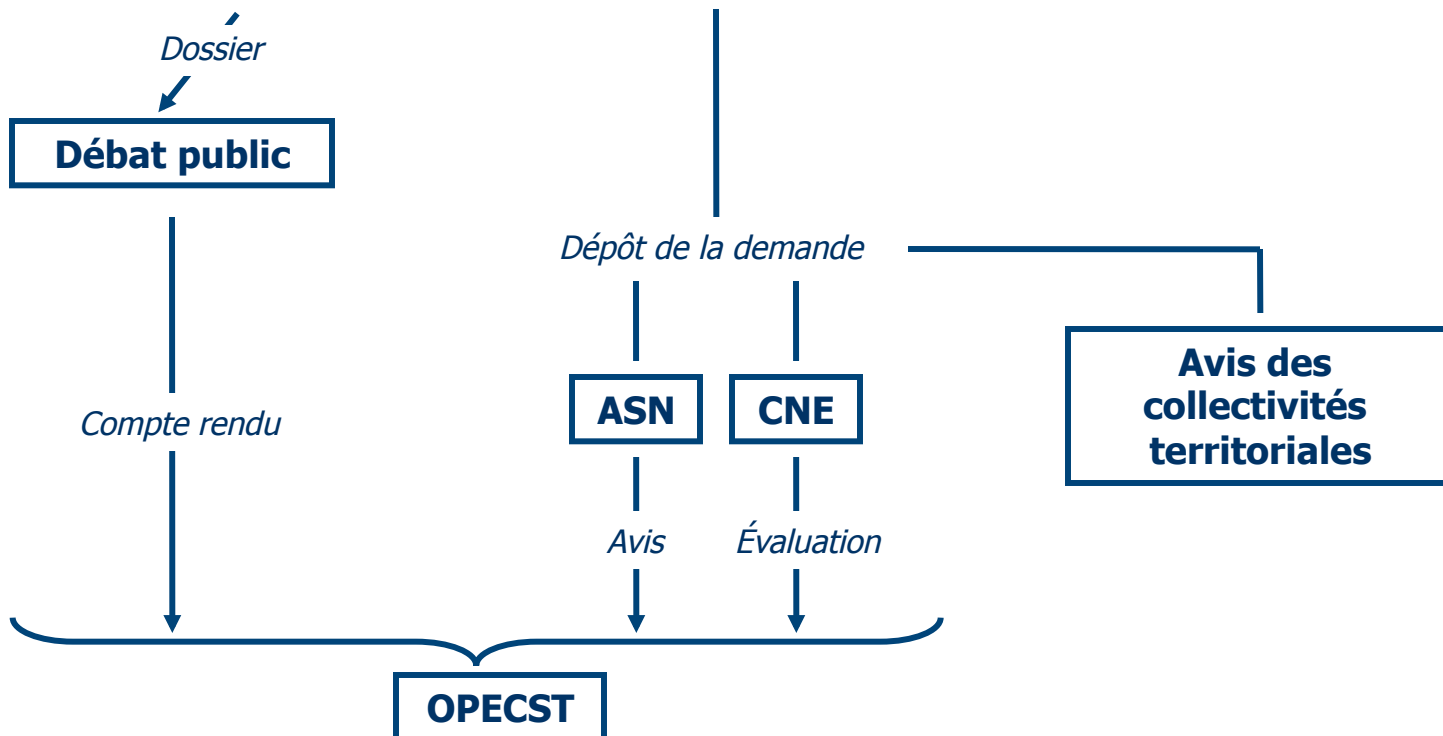 Dossier
Débat public
Dépôt de la demande
Avis des
collectivités
territoriales
ASN
CNE
Compte rendu
Avis
Évaluation
OPECST